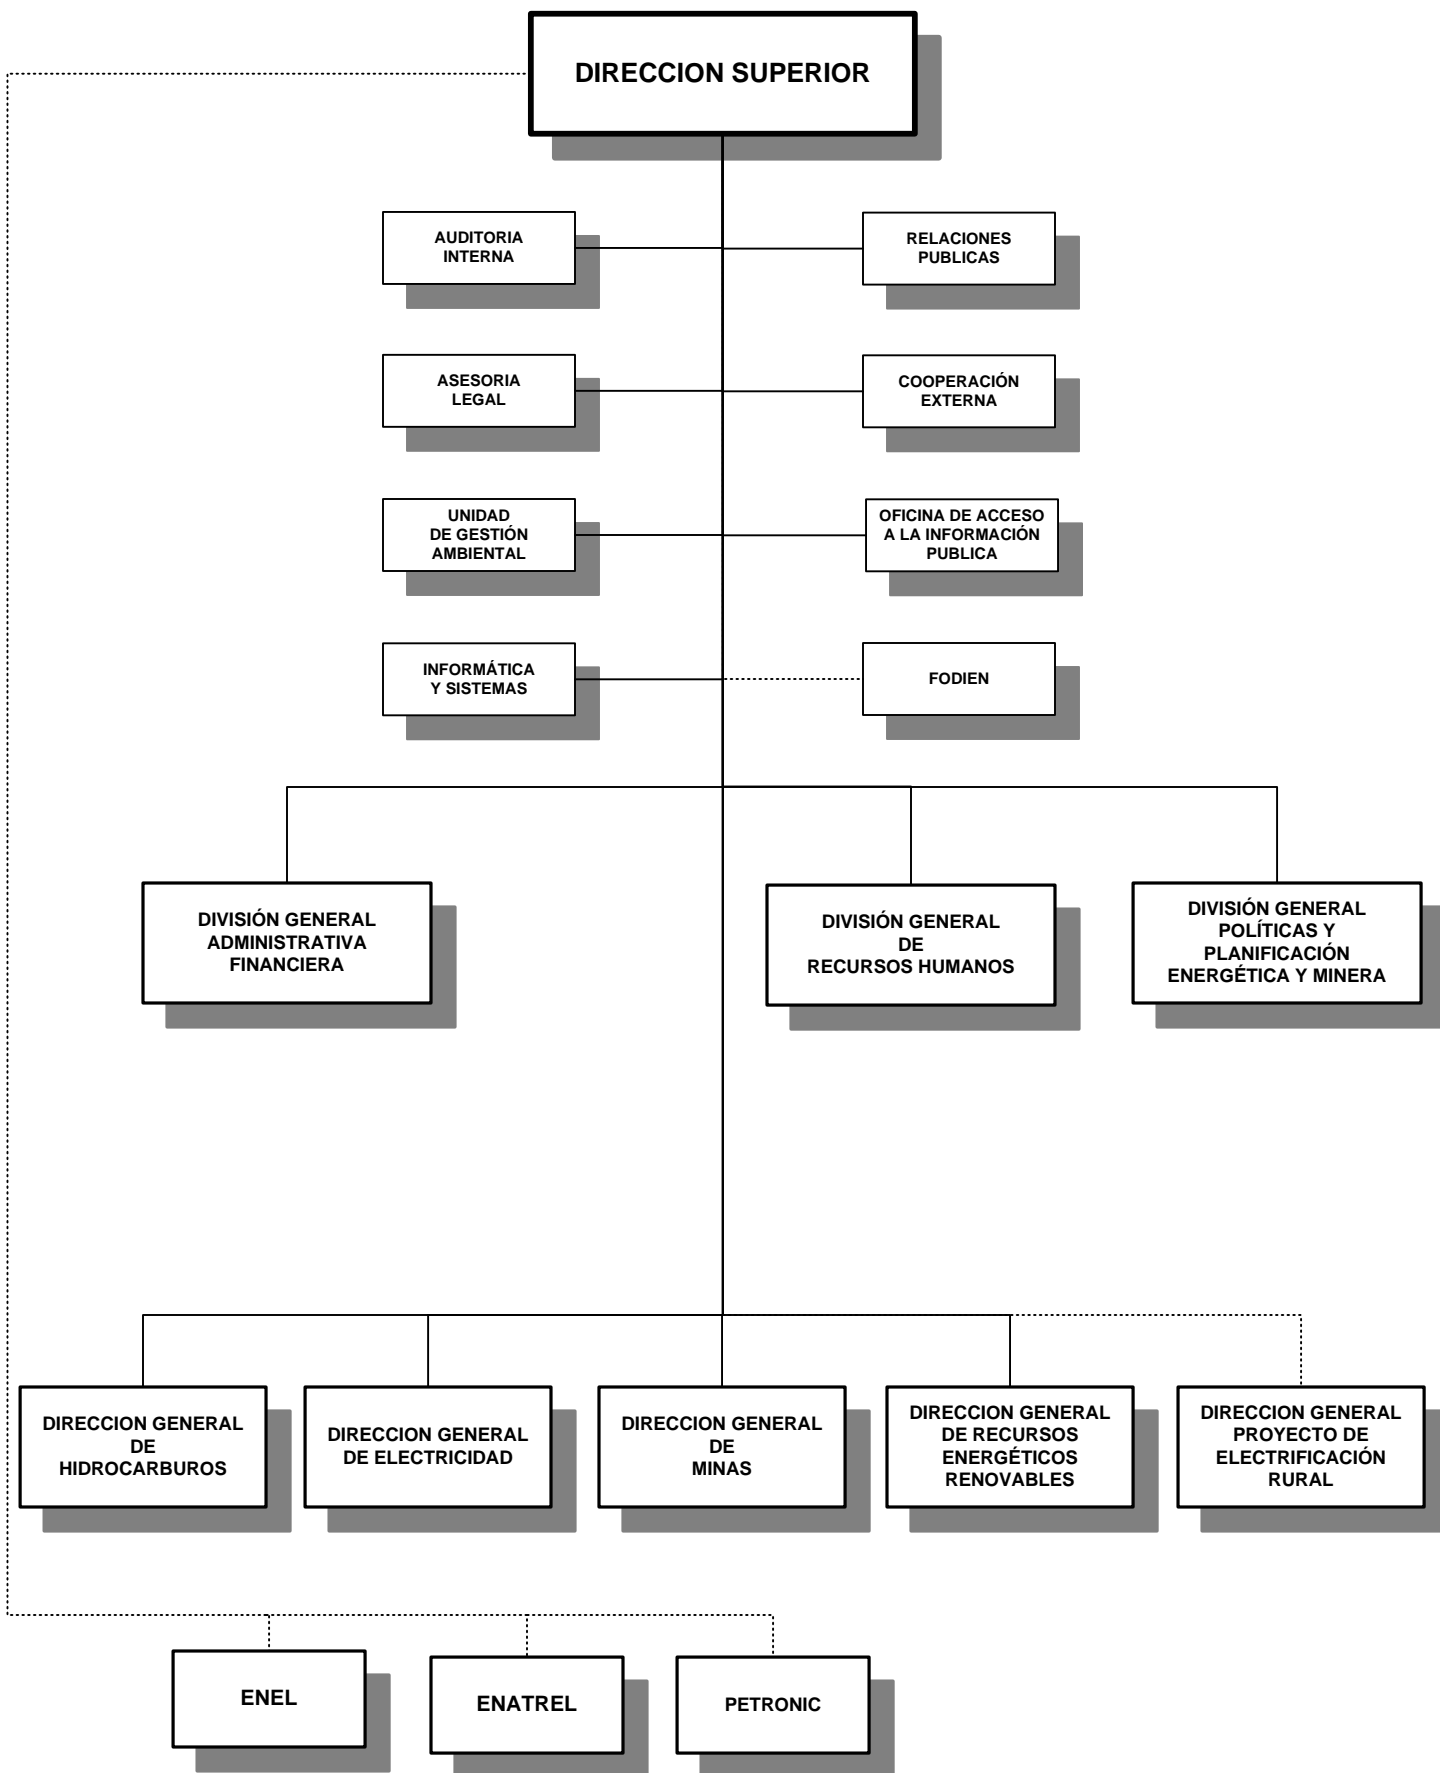 DIRECCION SUPERIOR
AUDITORIA
INTERNA
RELACIONES
PUBLICAS
ASESORIA
LEGAL
COOPERACIÓN
EXTERNA
UNIDAD
DE GESTIÓN
AMBIENTAL
OFICINA DE ACCESO
A LA INFORMACIÓN
PUBLICA
INFORMÁTICA
Y SISTEMAS
FODIEN
DIVISIÓN GENERAL
ADMINISTRATIVA
FINANCIERA
DIVISIÓN GENERAL
DE
RECURSOS HUMANOS
DIVISIÓN GENERAL
POLÍTICAS Y
PLANIFICACIÓN
ENERGÉTICA Y MINERA
DIRECCION GENERAL
DE
HIDROCARBUROS
DIRECCION GENERAL
DE ELECTRICIDAD
DIRECCION GENERAL
DE
MINAS
DIRECCION GENERAL
DE RECURSOS
ENERGÉTICOS
RENOVABLES
DIRECCION GENERAL
PROYECTO DE
ELECTRIFICACIÓN
RURAL
ENEL
ENATREL
PETRONIC